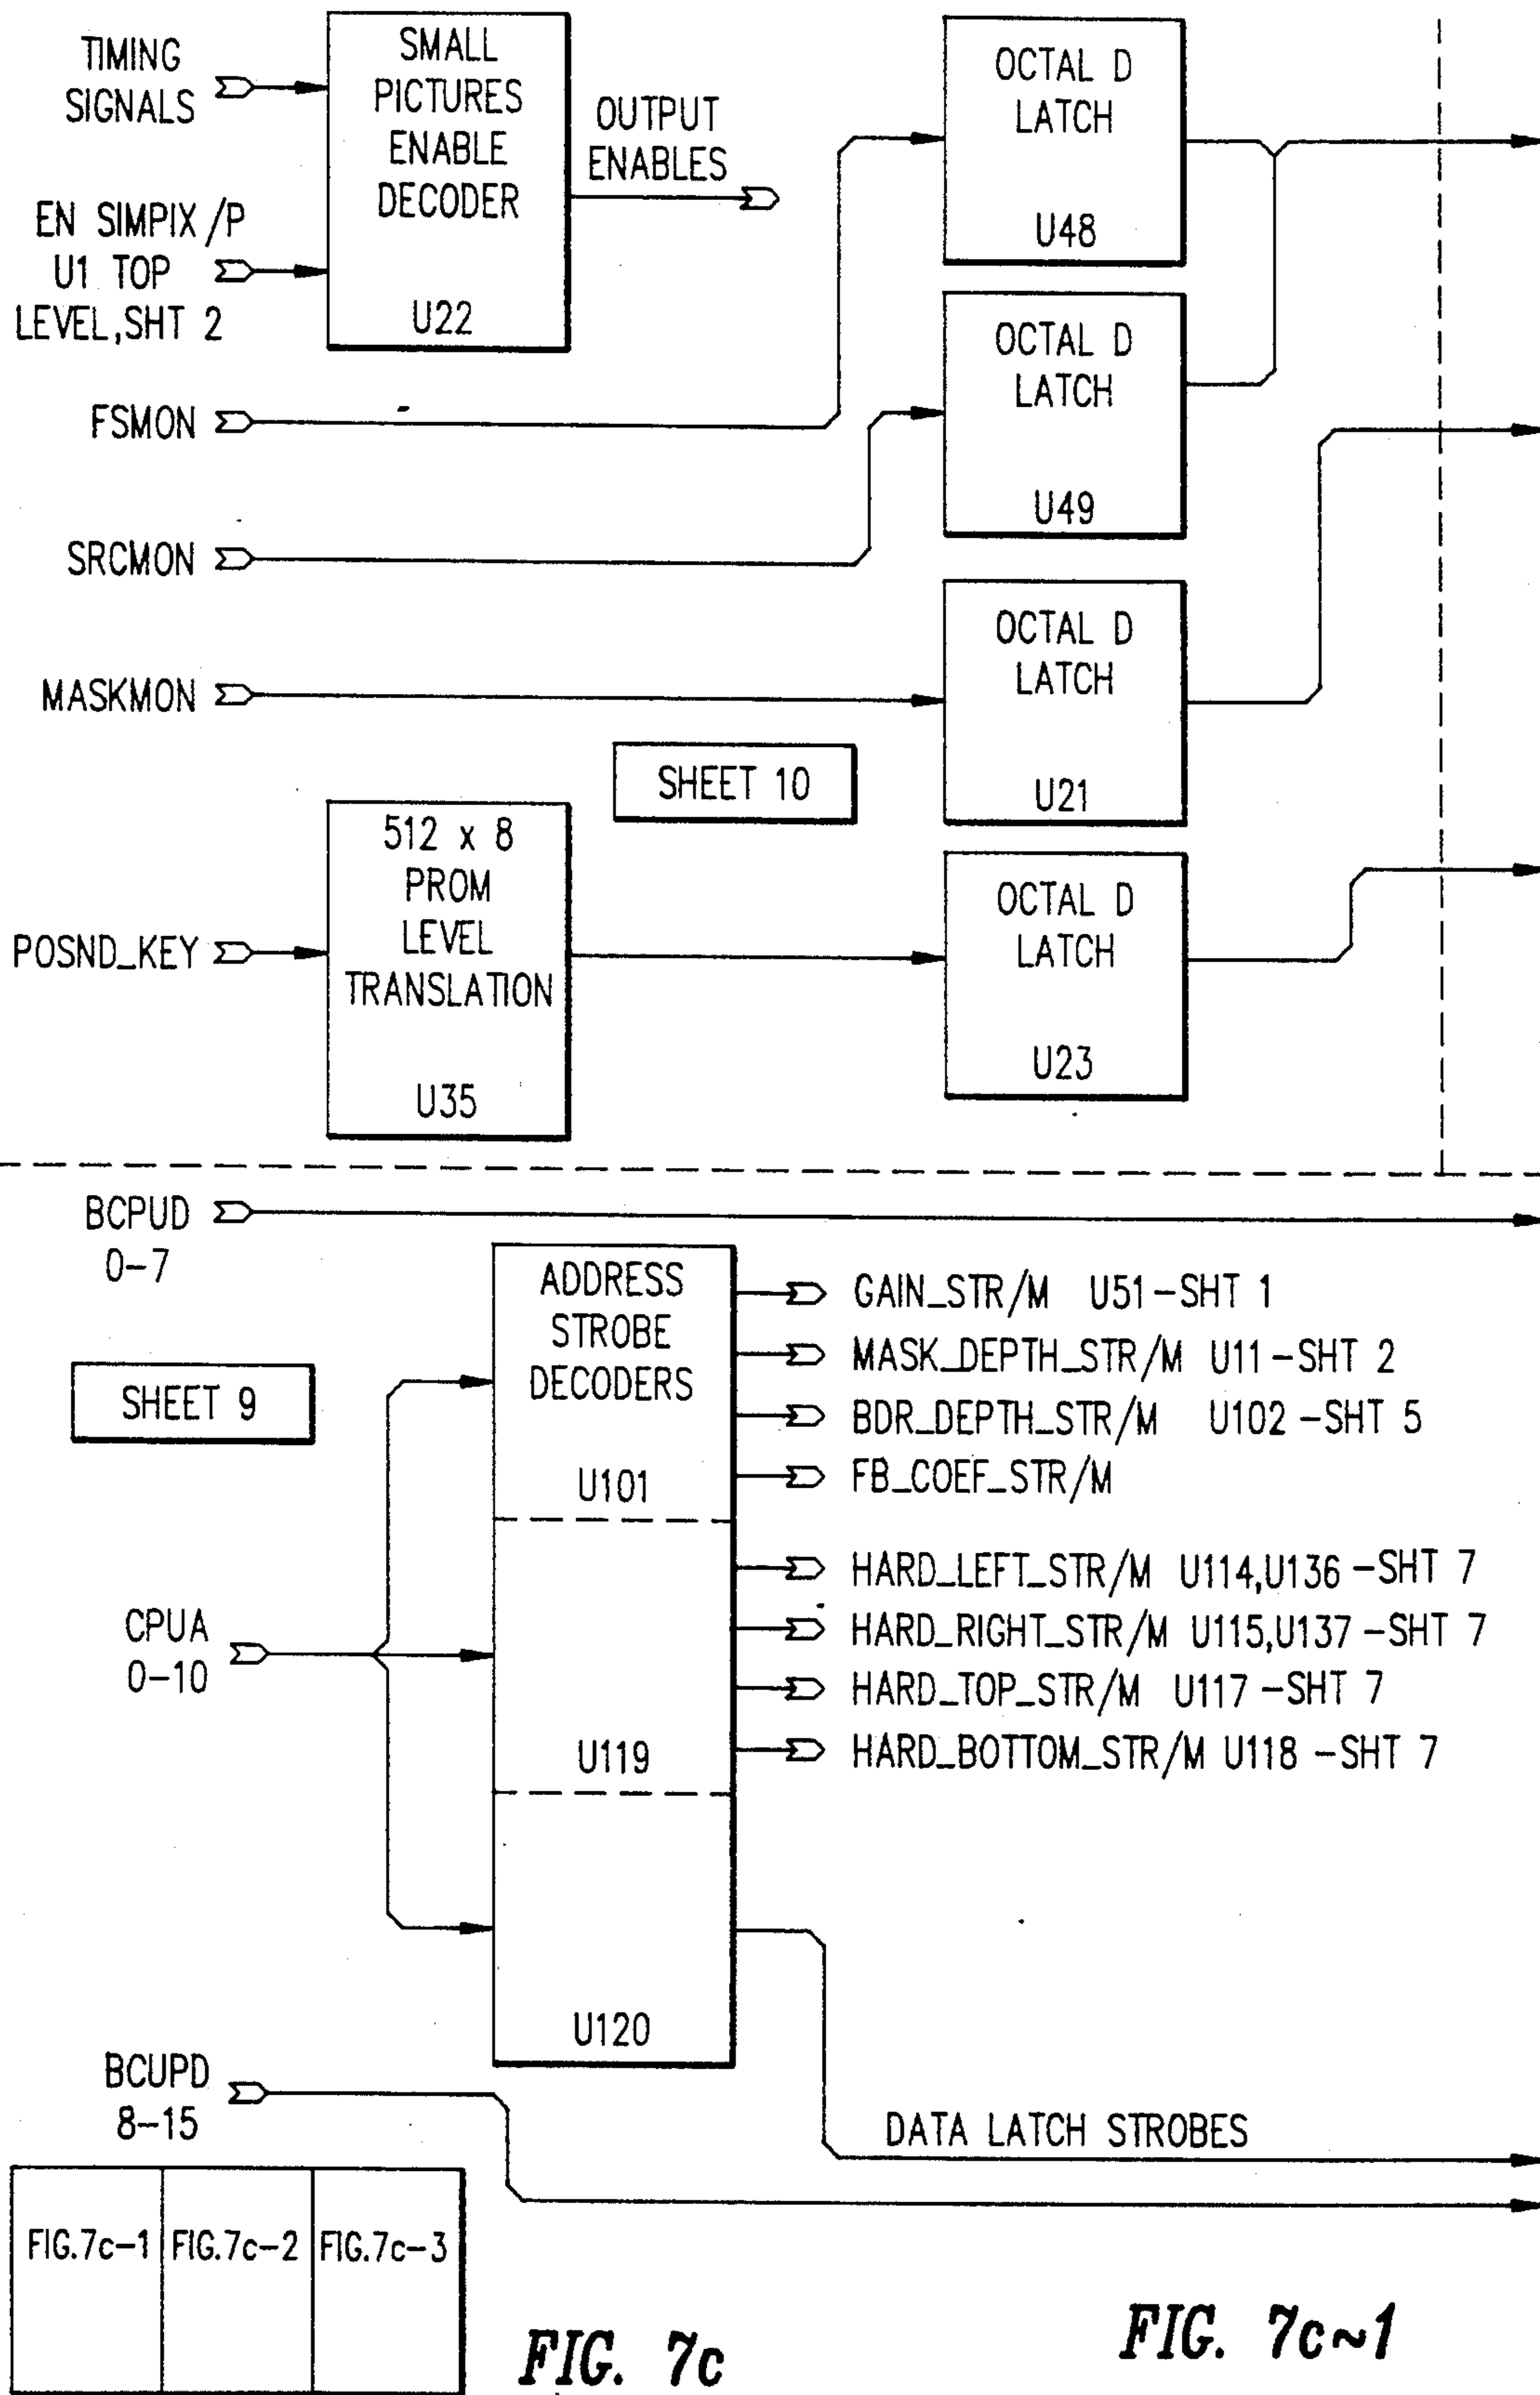 TIMING
SIGNALS
SMALL
PICTURES
ENABLE
DECODER
U22
OUTPUT
ENABLES
OCTAL D
LATCH
U48
EN SIMPIX/P
U1 TOP
LEVEL,SHT 2
OCTAL D
LATCH
U49
FSMON
SRCMON
MASKMON
OCTAL D
LATCH
U21
SHEET 10
POSND_KEY
512 x 8
PROM
LEVEL
TRANSLATION
U35
OCTAL D
LATCH
U23
BCPUD
0-7
SHEET 9
ADDRESS
STROBE
DECODERS
U101
U119
U120
GAIN_STR/M U51-SHT 1
MASK_DEPTH_STR/M U11-SHT 2
BDR_DEPTH_STR/M U102-SHT 5
FB_COEF_STR/M
HARD_LEFT_STR/M U114,U136-SHT 7
HARD_RIGHT_STR/M U115,U137-SHT 7
HARD_TOP_STR/M U117-SHT 7
HARD_BOTTOM_STR/M U118-SHT 7
CPUA
0-10
BCUPD
8-15
DATA LATCH STROBES
FIG.7c-1 FIG.7c-2 FIG.7c-3
FIG. 7c
FIG. 7c~1